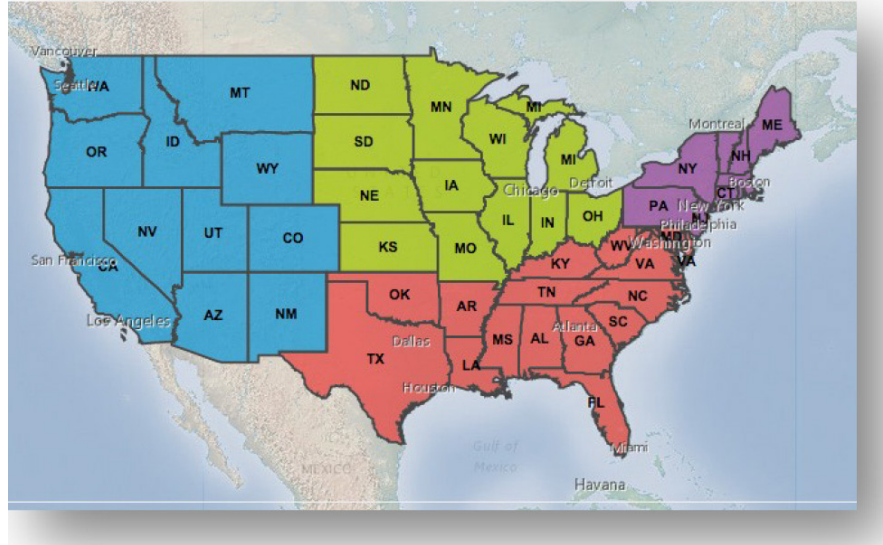 Vancouver
Seattle
WA
MT
ND
MN
MI
ME
Montreal
OR
ID
SD
WI
MI
NH
NY
WY
Boston
Detroit
Chicago
CT
IA
NE
PA
New York
NJ
NV
UT
CO
IL
IN
OH
Philadelphia
KS
MO
WV
MD
Washington
San Francisco
CA
KY
VA
VA
Los Angeles
AZ
NM
OK
AR
TN
NC
SC
Atlanta
Dallas
MS
AL
GA
TX
LA
Houston
FL
Gulf of
Mexico
Miami
MEXICO
Havana